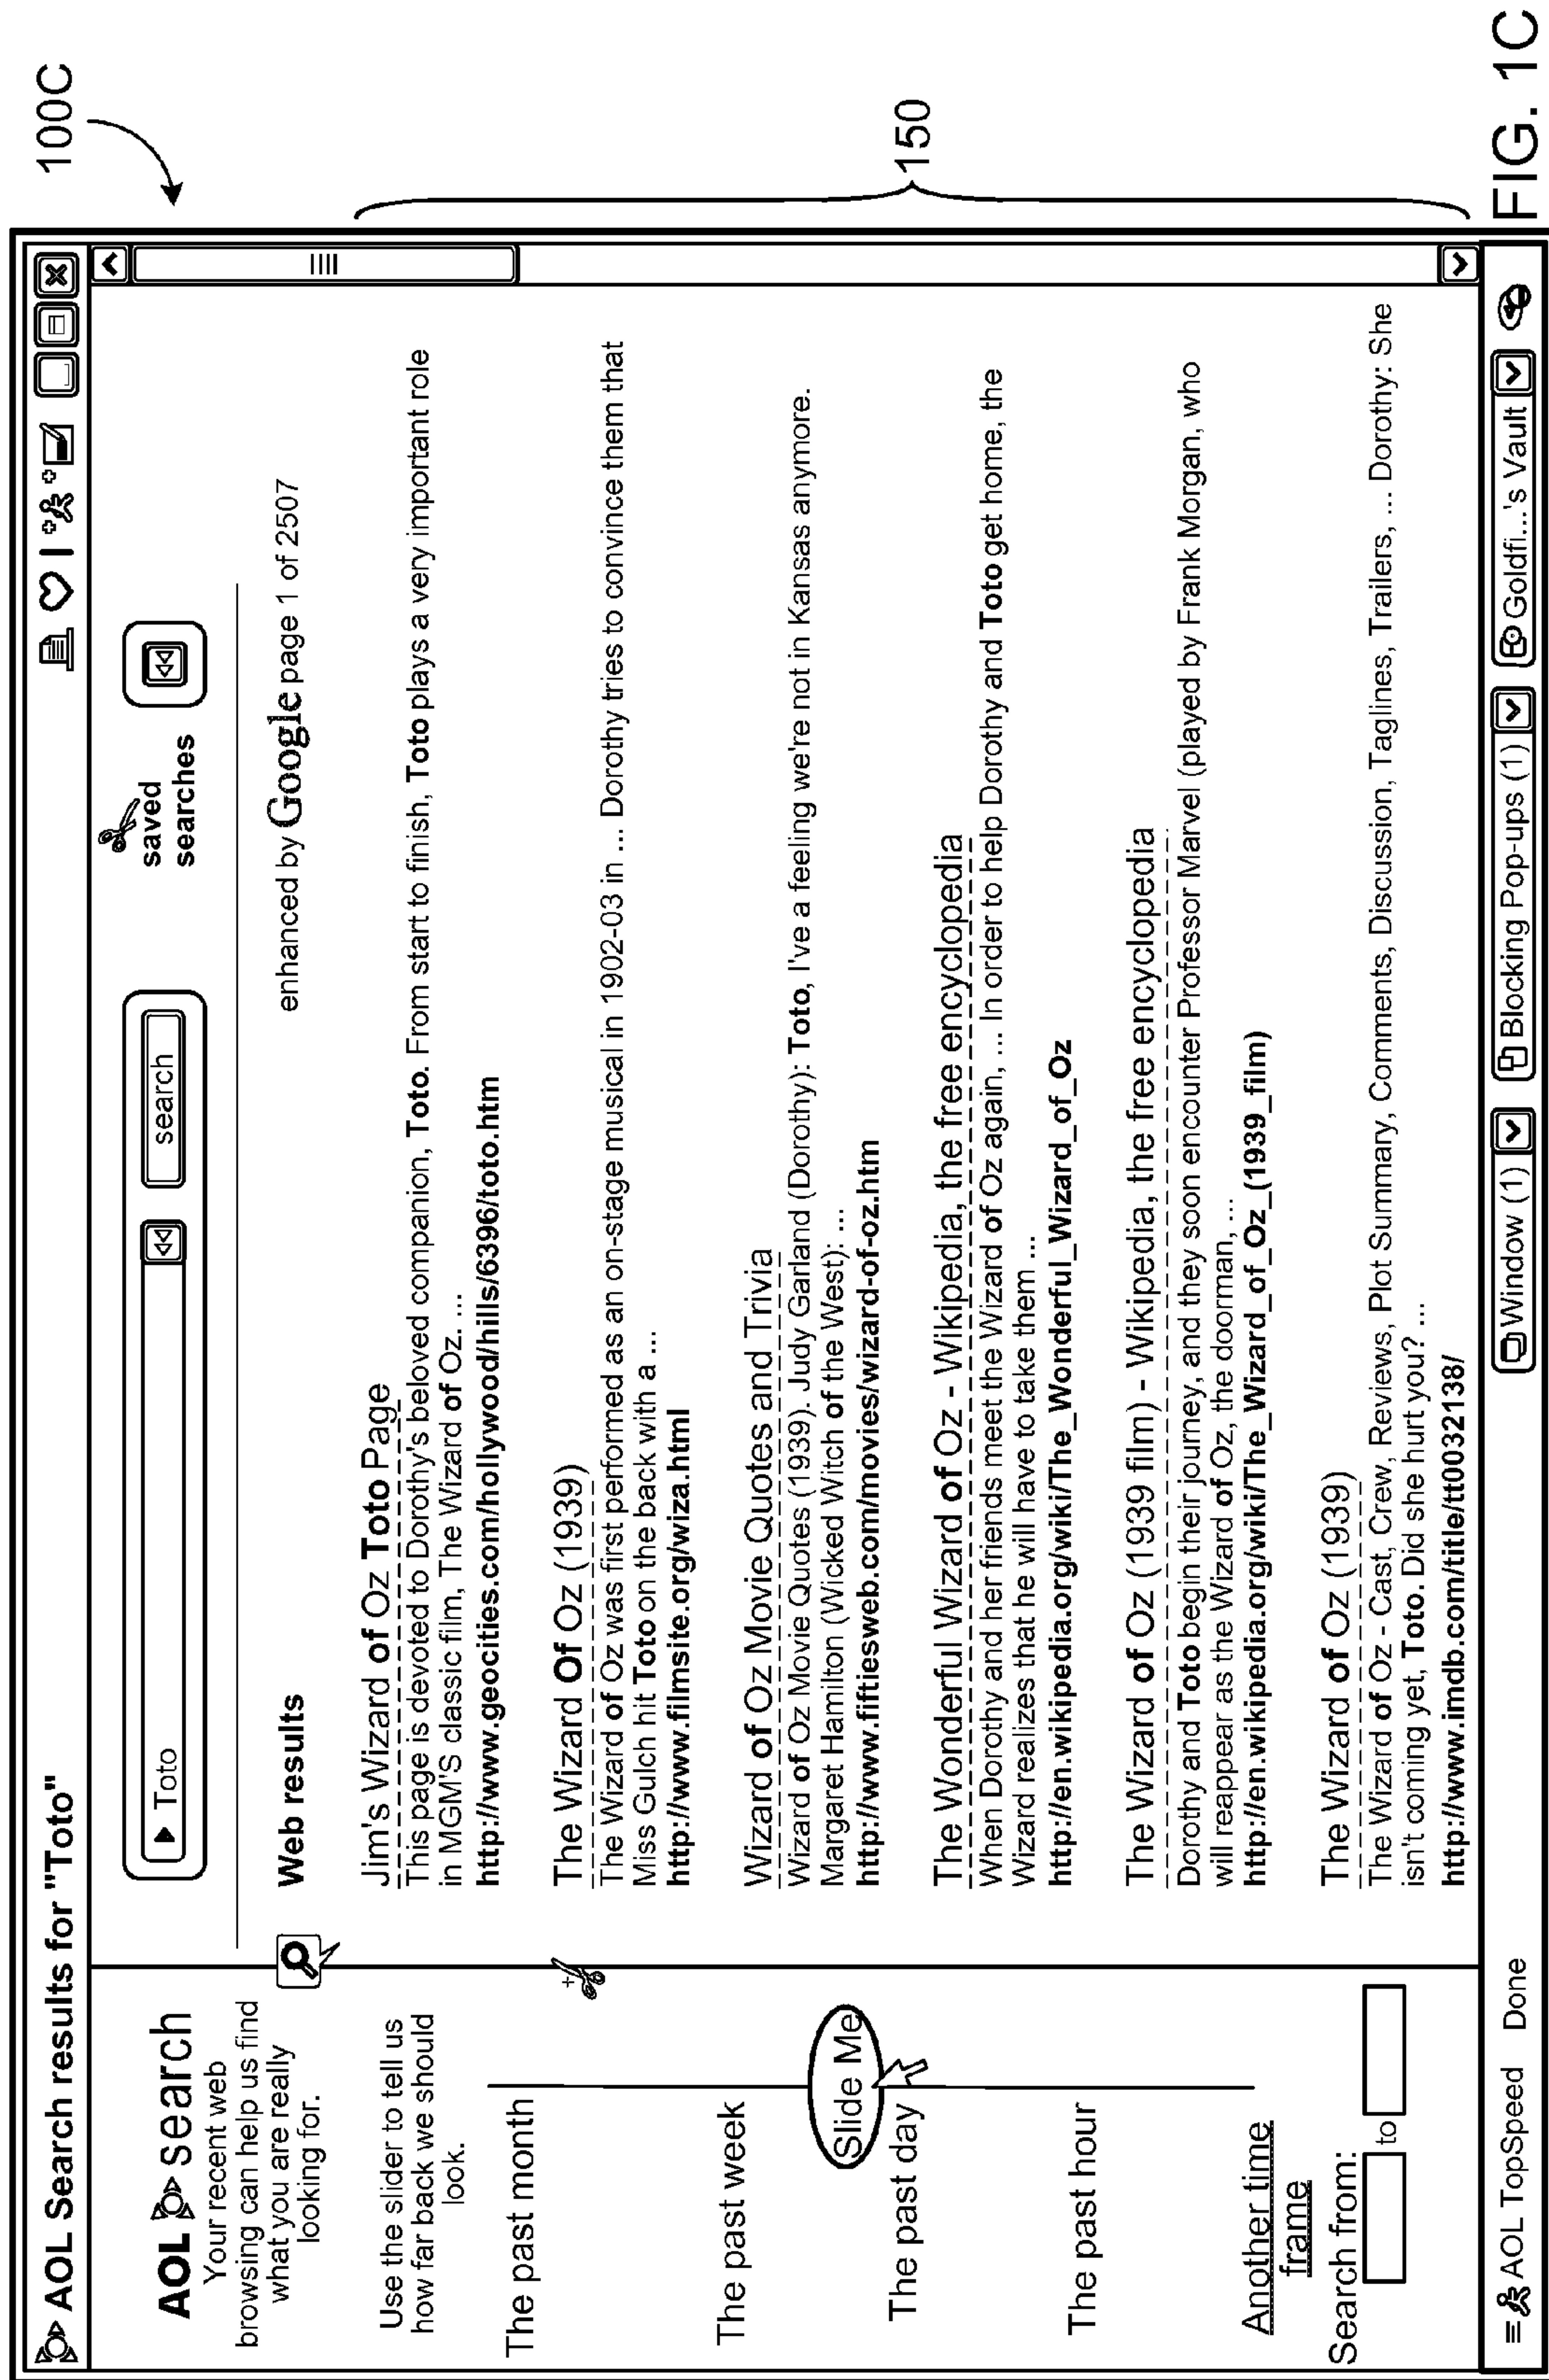 100C
AOL Search results for "Toto"
AOL search
Your recent web
browsing can help us find
what you are really
looking for.
Use the slider to tell us
how far back we should
look.
The past month
The past week
Slide Me
The past day
The past hour
Another time
frame
Search from:
to
Toto
search
saved
searches
Web results
enhanced by Google page 1 of 2507
Jim's Wizard of Oz Toto Page
This page is devoted to Dorothy's beloved companion, Toto. From start to finish, Toto plays a very important role
in MGM'S classic film, The Wizard of Oz. ...
http://www.geocities.com/hollywood/hills/6396/toto.htm
The Wizard Of Oz (1939)
The Wizard of Oz was first performed as an on-stage musical in 1902-03 in ... Dorothy tries to convince them that
Miss Gulch hit Toto on the back with a ...
http://www.filmsite.org/wiza.html
Wizard of Oz Movie Quotes and Trivia
Wizard of Oz Movie Quotes (1939). Judy Garland (Dorothy): Toto, I've a feeling we're not in Kansas anymore.
Margaret Hamilton (Wicked Witch of the West): ...
http://www.fiftiesweb.com/movies/wizard-of-oz.htm
The Wonderful Wizard of Oz - Wikipedia, the free encyclopedia
When Dorothy and her friends meet the Wizard of Oz again, ... In order to help Dorothy and Toto get home, the
Wizard realizes that he will have to take them ...
http://en.wikipedia.org/wiki/The_Wonderful_Wizard_of_Oz
The Wizard of Oz (1939 film) - Wikipedia, the free encyclopedia
Dorothy and Toto begin their journey, and they soon encounter Professor Marvel (played by Frank Morgan, who
will reappear as the Wizard of Oz, the doorman, ...
http://en.wikipedia.org/wiki/The_Wizard_of_Oz_(1939_film)
The Wizard of Oz (1939)
The Wizard of Oz - Cast, Crew, Reviews, Plot Summary, Comments, Discussion, Taglines, Trailers, ... Dorothy: She
isn't coming yet, Toto. Did she hurt you? ...
http://www.imdb.com/title/tt0032138/
150
AOL TopSpeed Done
Window (1)
Blocking Pop-ups (1)
Goldfi...'s Vault
FIG. 1C